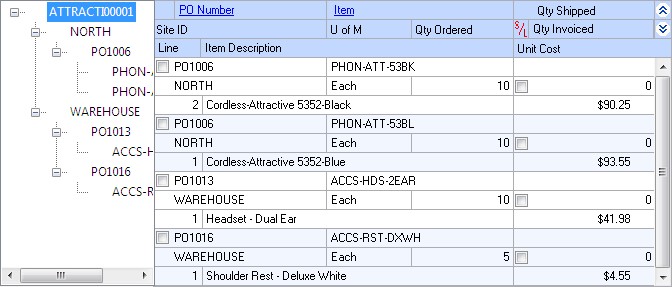 ATTRACTI00001
NORTH
PO1006
PHON-A
PHON-A
WAREHOUSE
PO1013
ACCS-H
PO1016
ACCS-R
PO Number Item Qty Shipped
Site ID U of M Qty Ordered S/L Qty Invoiced
Line Item Description Unit Cost
PO1006 PHON-ATT-53BK
NORTH Each 10 0
2 Cordless-Attractive 5352-Black $90.25
PO1006 PHON-ATT-53BL
NORTH Each 10 0
1 Cordless-Attractive 5352-Blue $93.55
PO1013 ACCS-HDS-2EAR
WAREHOUSE Each 10 0
1 Headset - Dual Ear $41.98
PO1016 ACCS-RST-DXWH
WAREHOUSE Each 5 0
1 Shoulder Rest - Deluxe White $4.55